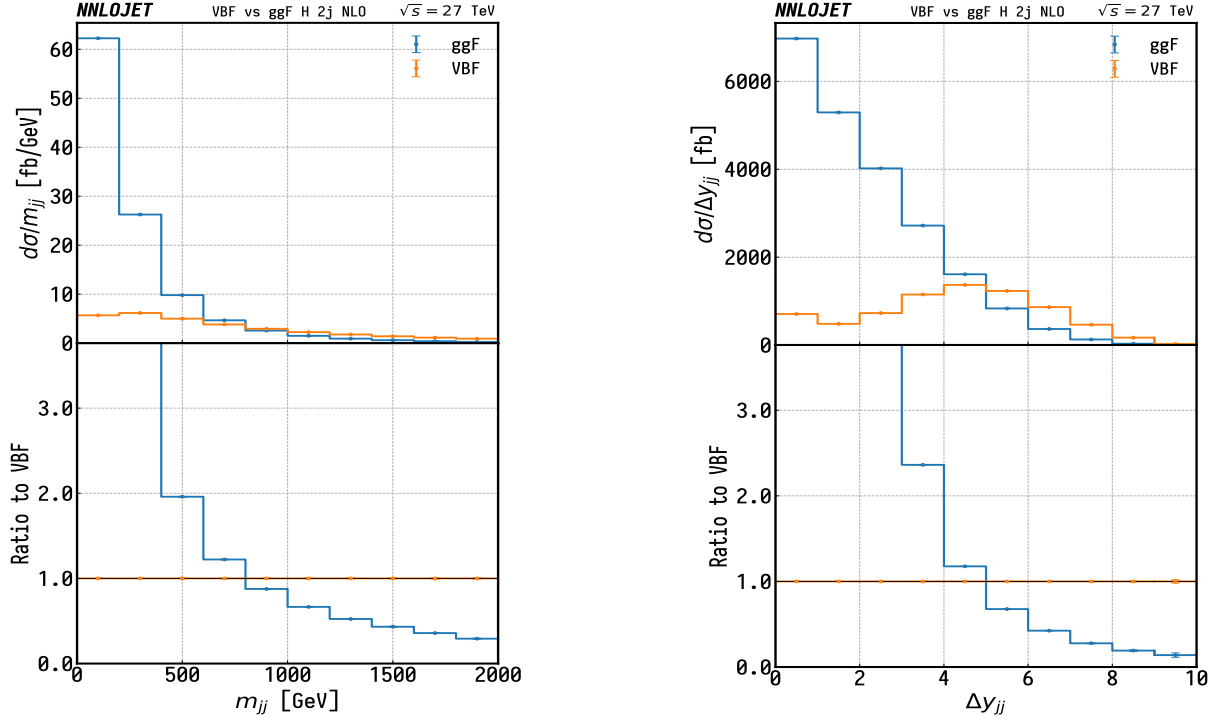 NNLOJET VBF vs ggF H 2j NLO √s = 27 TeV
ggF
VBF
60
50
40
30
20
10
0
dσ/m_jj [fb/GeV]
3.0
2.0
1.0
0.0
Ratio to VBF
0 500 1000 1500 2000
m_jj [GeV]
NNLOJET VBF vs ggF H 2j NLO √s = 27 TeV
ggF
VBF
6000
4000
2000
0
dσ/Δy_jj [fb]
3.0
2.0
1.0
0.0
Ratio to VBF
0 2 4 6 8 10
Δy_jj